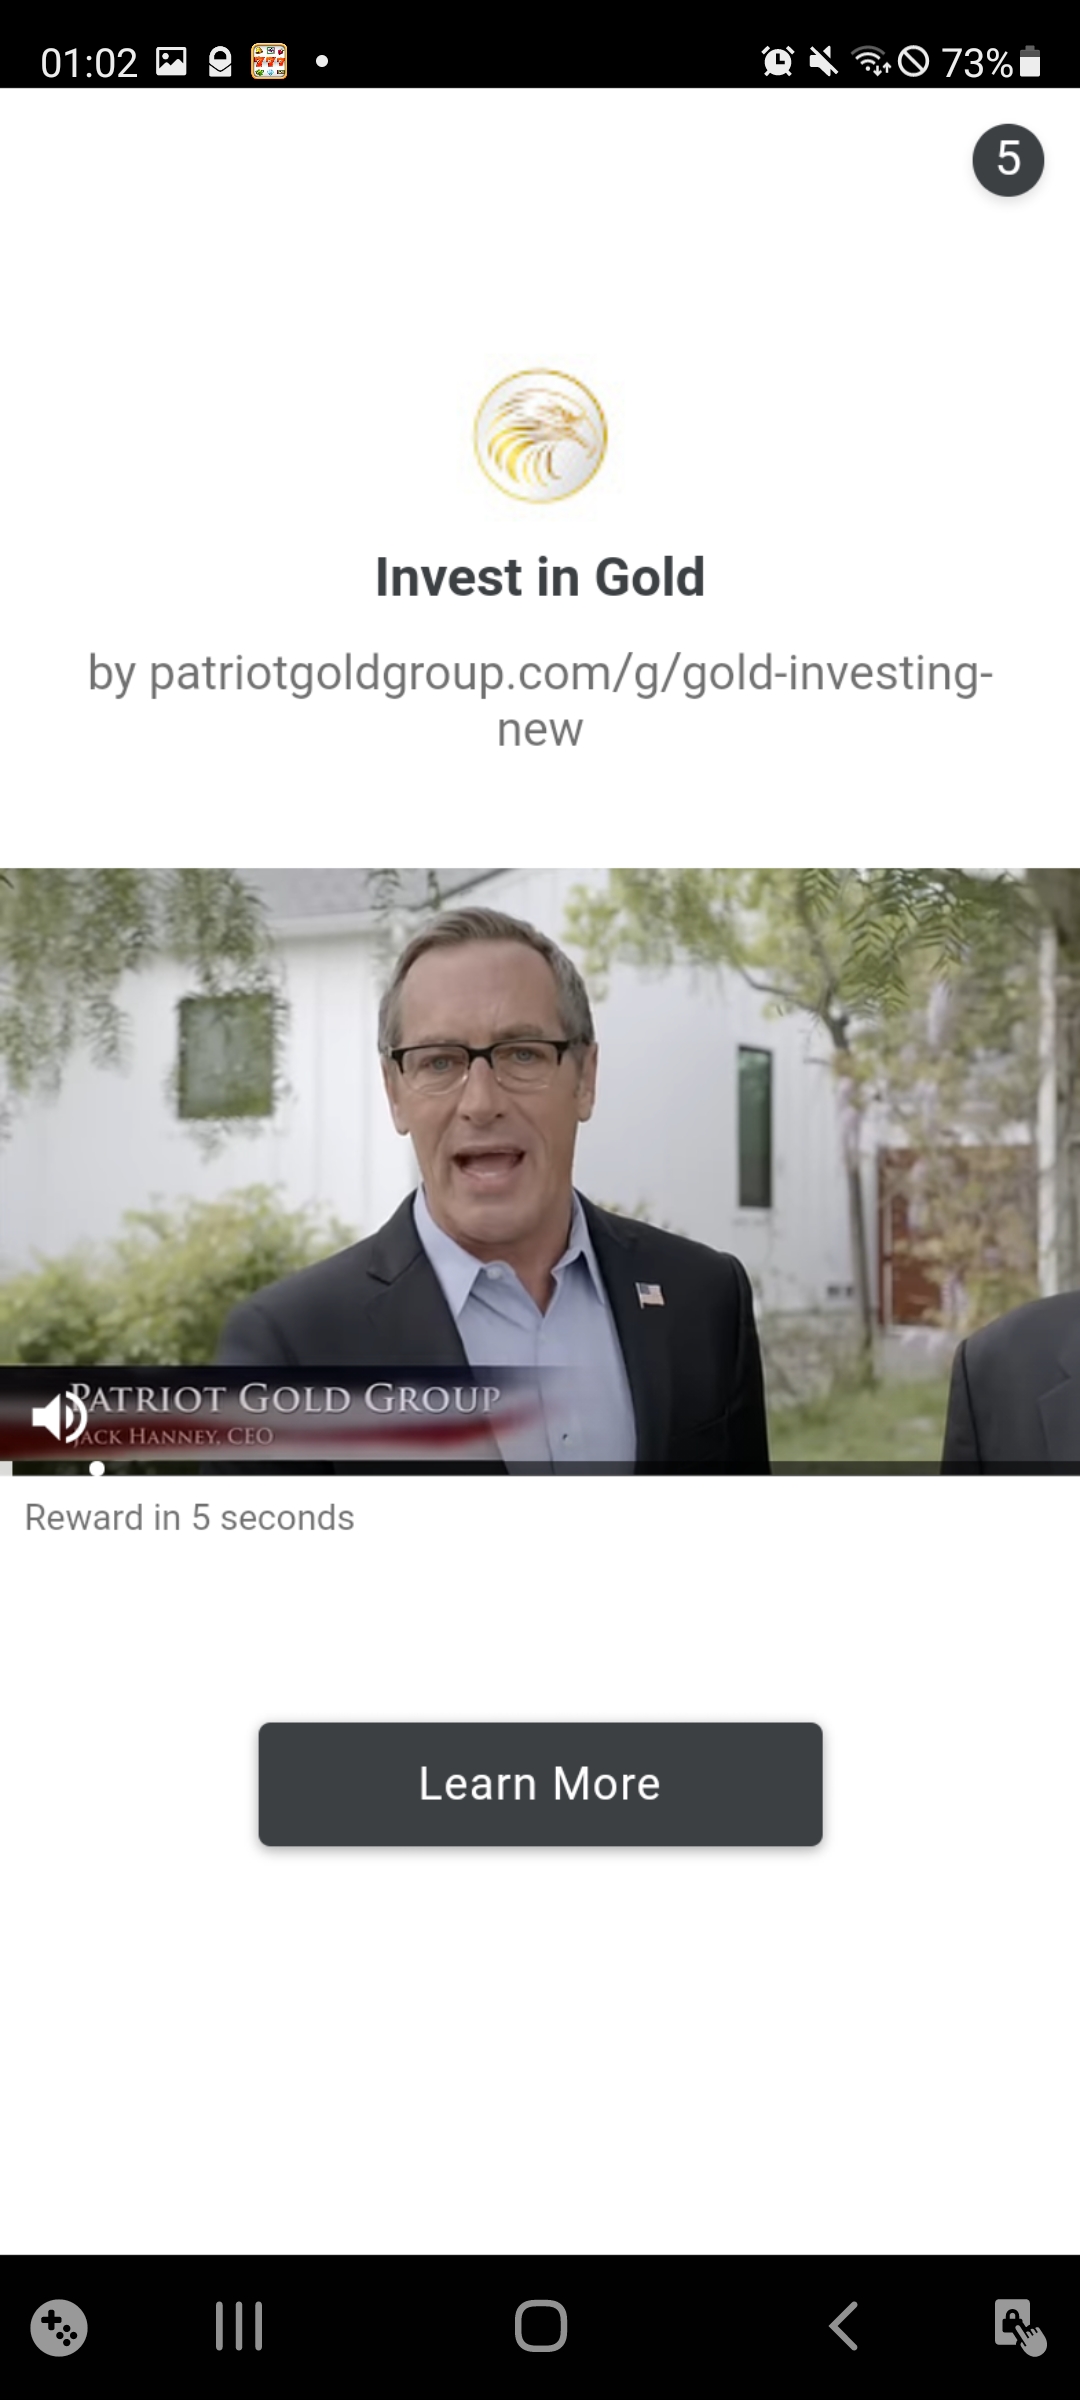 01:02
73%
5
Invest in Gold
by patriotgoldgroup.com/g/gold-investing-
new
PATRIOT GOLD GROUP
JACK HANNEY, CEO
Reward in 5 seconds
Learn More